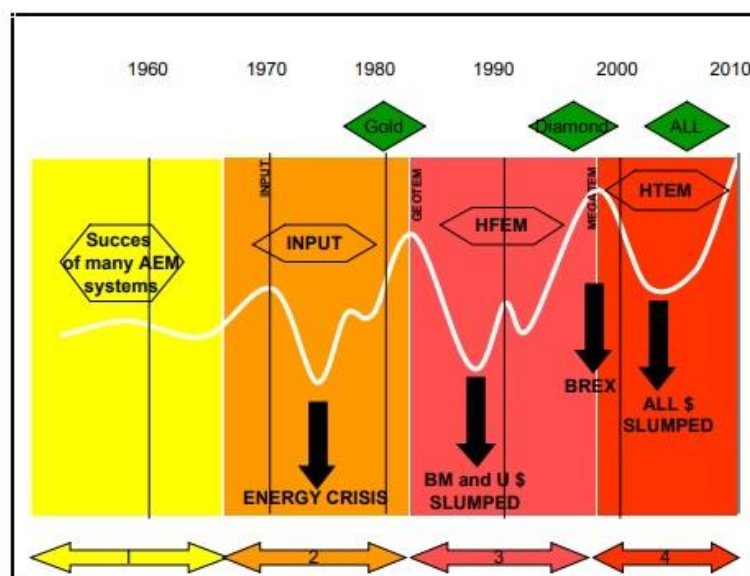 1960 1970 1980 1990 2000 2010
Gold Diamond ALL
INPUT
GEOTEM
MEGATEM
Succes
of many AEM
systems
INPUT
HFEM
HTEM
BREX
ALL $
SLUMPED
BM and U $
SLUMPED
ENERGY CRISIS
1 2 3 4